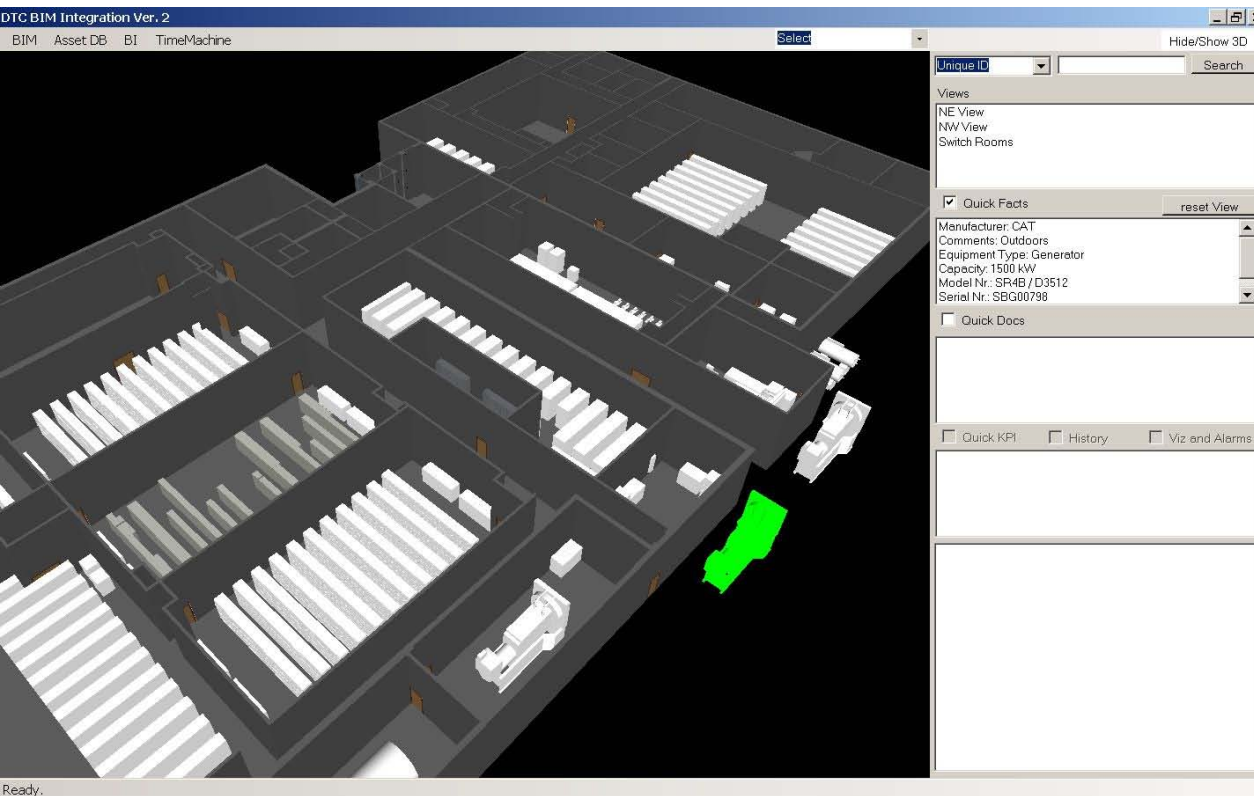 DTC BIM Integration Ver. 2
BIM Asset DB BI TimeMachine
Select
Hide/Show 3D
Unique ID
Search
Views
NE View
NW View
Switch Rooms
Quick Facts
reset View
Manufacturer: CAT
Comments: Outdoors
Equipment Type: Generator
Capacity: 1500 kW
Model Nr.: SR4B / D3512
Serial Nr.: SBG00798
Quick Docs
Quick KPI History Viz and Alarms
Ready.